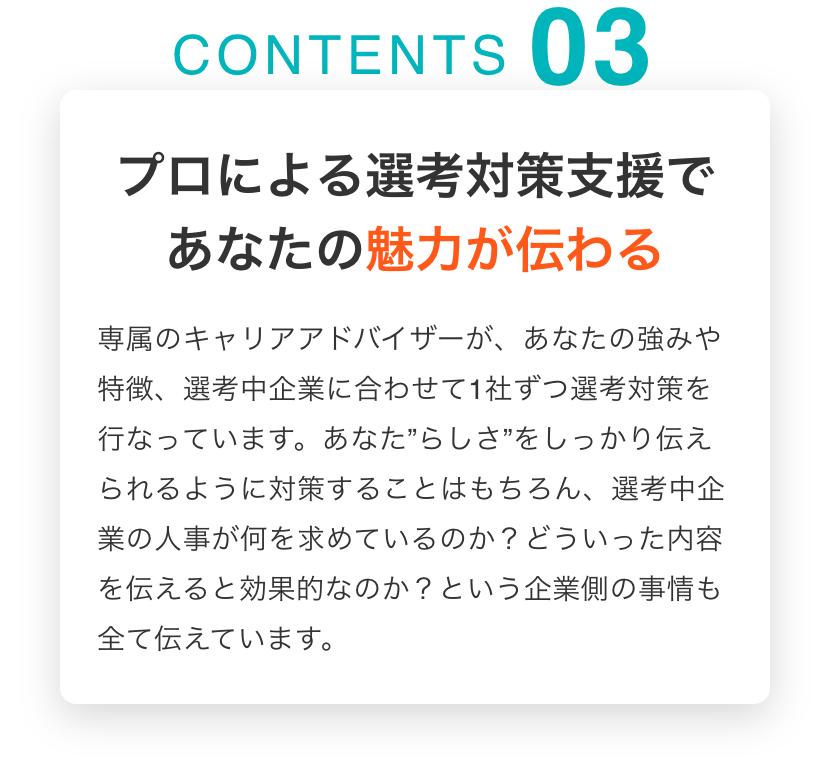 CONTENTS 03
プロによる選考対策支援で
あなたの魅力が伝わる
専属のキャリアアドバイザーが、あなたの強みや
特徴、選考中企業に合わせて1社ずつ選考対策を
行なっています。あなた”らしさ”をしっかり伝え
られるように対策することはもちろん、選考中企
業の人事が何を求めているのか？どういった内容
を伝えると効果的なのか？という企業側の事情も
全て伝えています。